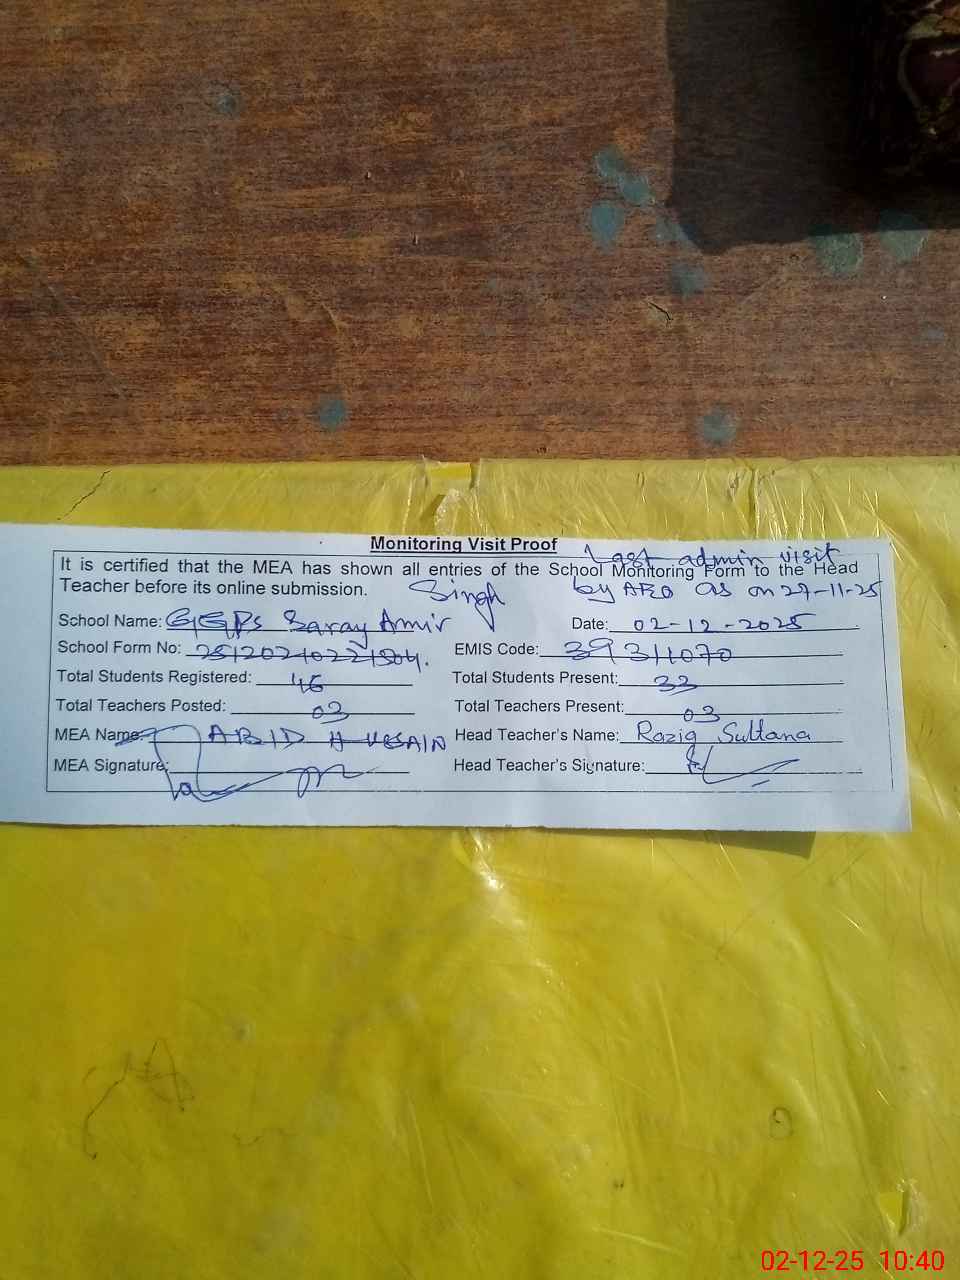 Monitoring Visit Proof
Last admin visit
It is certified that the MEA has shown all entries of the School Monitoring Form to the Head
Teacher before its online submission. Singh by AEO as on 27-11-25
School Name: GGPS Saray Amir Date: 02-12-2025
School Form No: EMIS Code: 39311070
Total Students Registered: 46 Total Students Present: 33
Total Teachers Posted: 03 Total Teachers Present: 03
MEA Name: ABID HUSSAIN Head Teacher's Name: Razia Sultana
MEA Signature: Head Teacher's Signature:
02-12-25 10:40